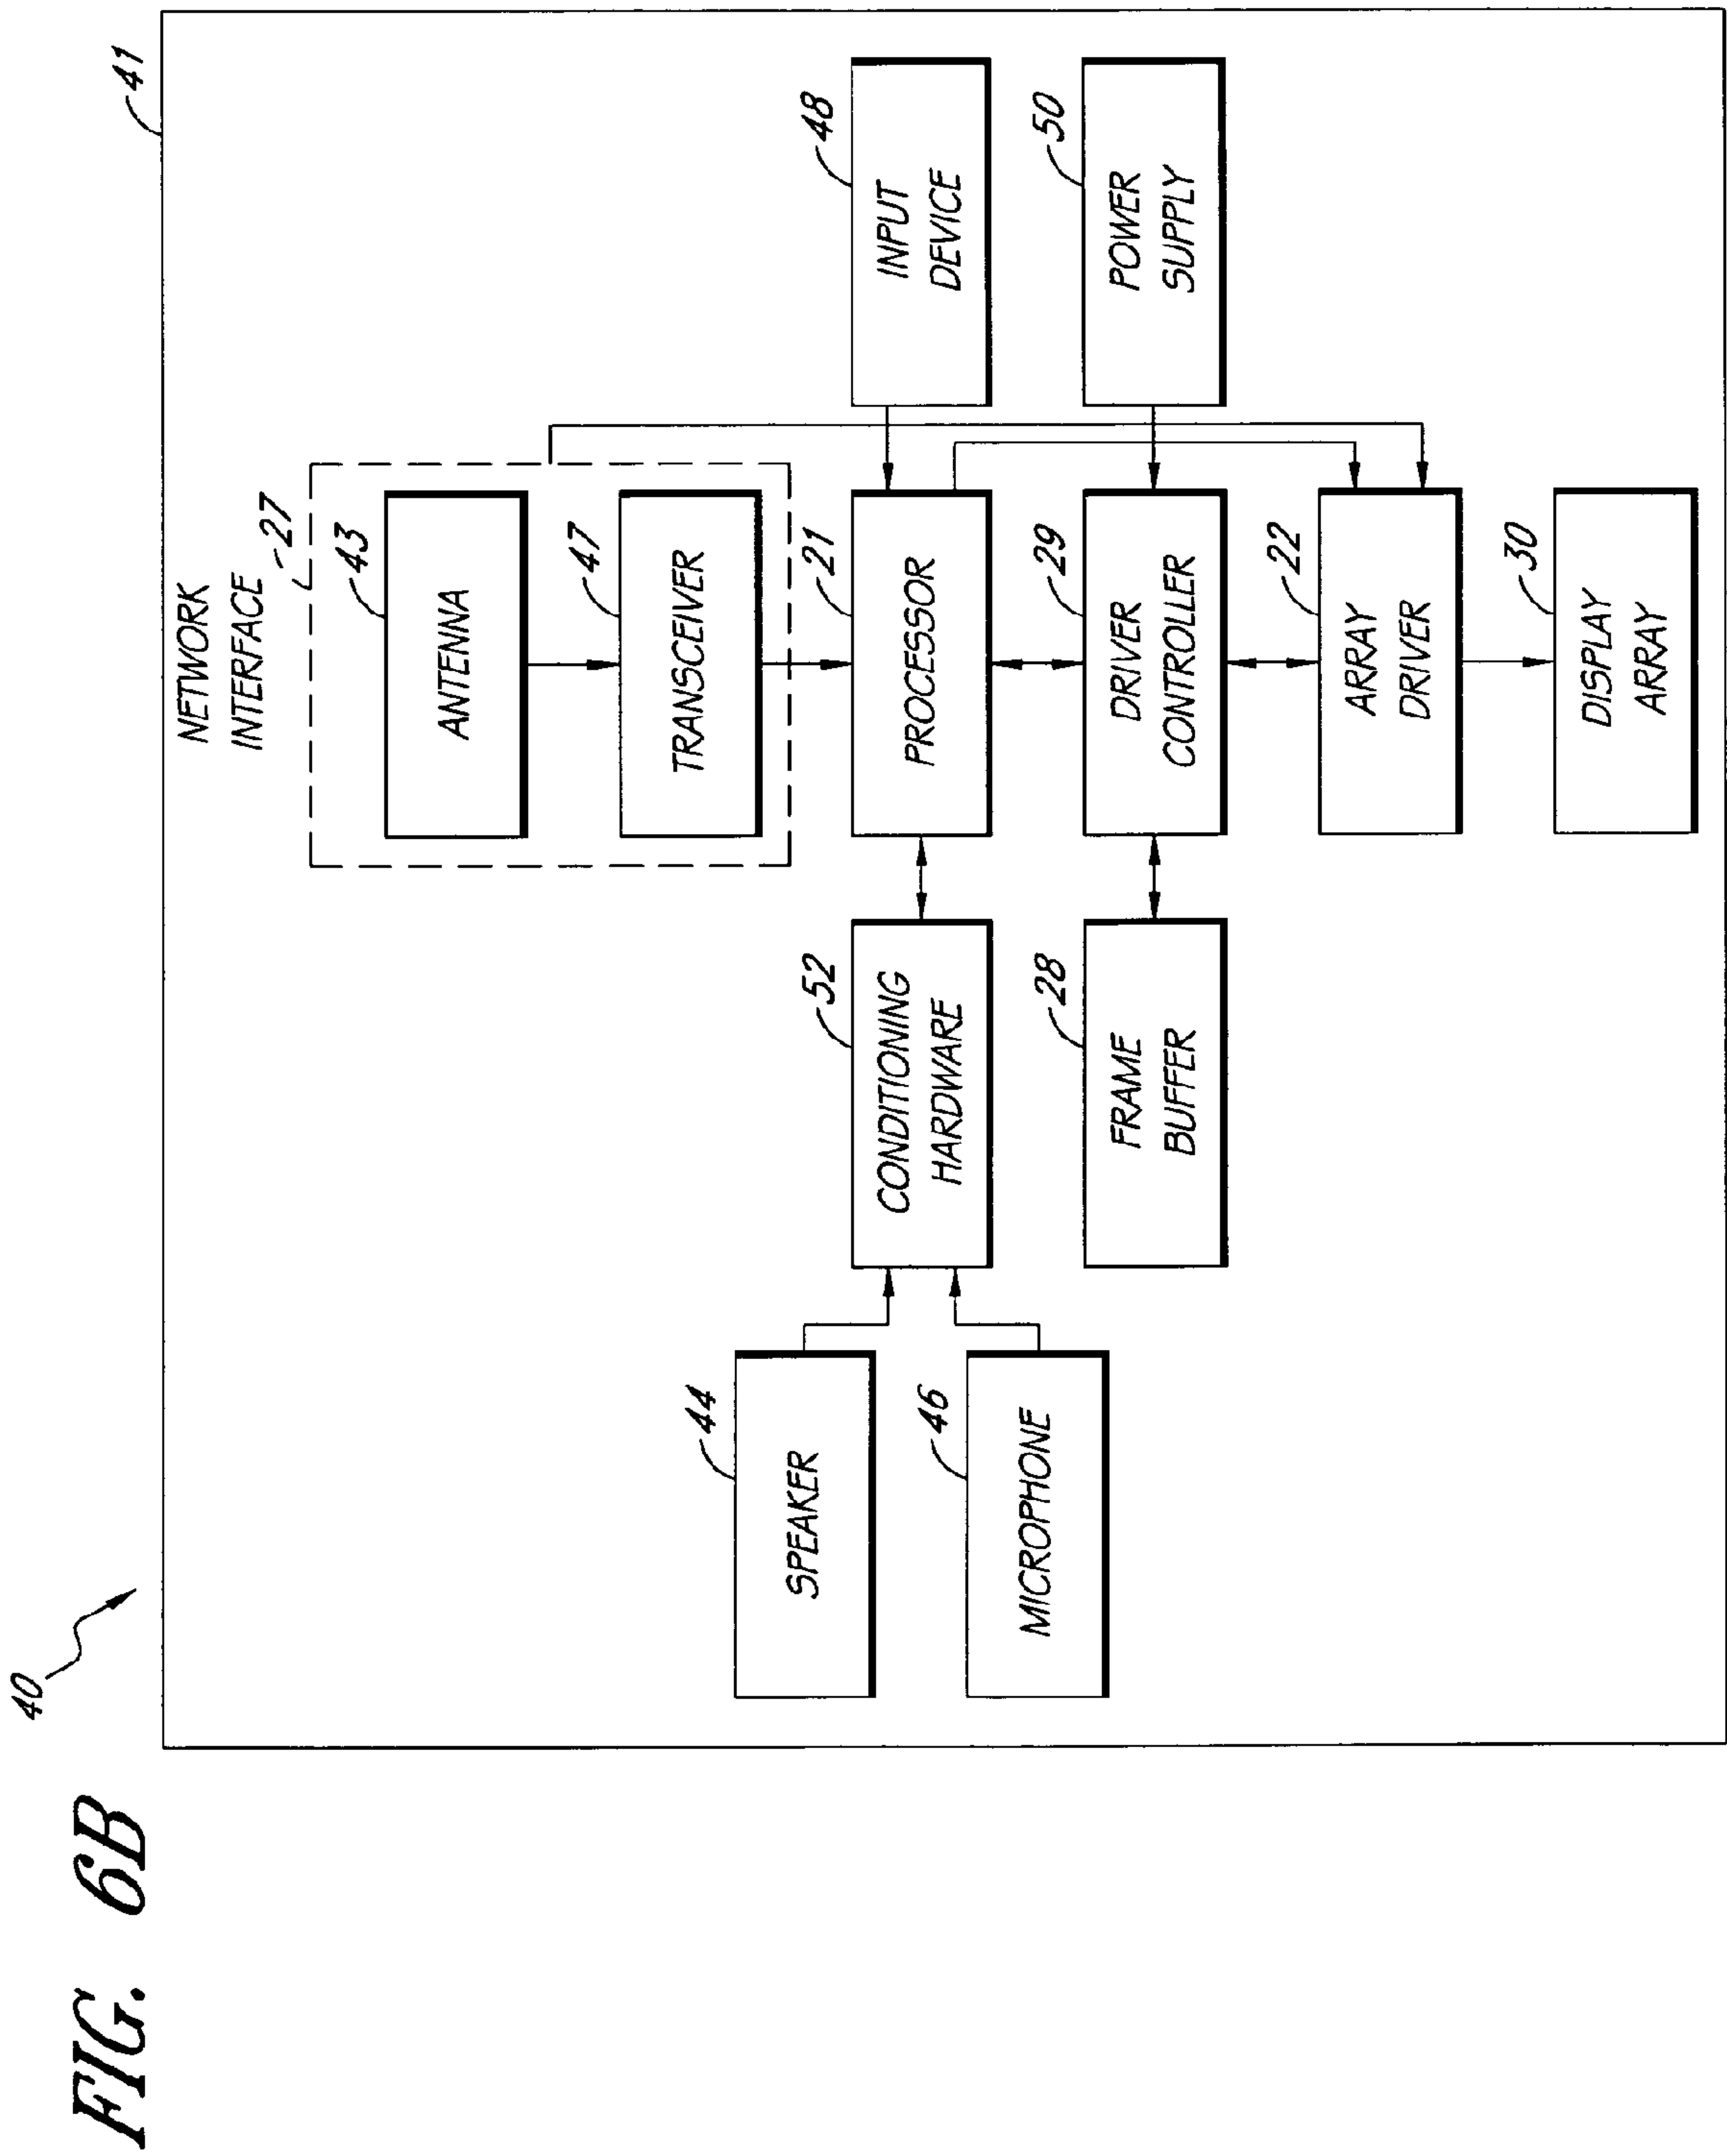 FIG. 6B
40
41
NETWORK
INTERFACE
27
43
ANTENNA
47
TRANSCEIVER
44
SPEAKER
46
MICROPHONE
52
CONDITIONING
HARDWARE
21
PROCESSOR
48
INPUT
DEVICE
28
FRAME
BUFFER
29
DRIVER
CONTROLLER
50
POWER
SUPPLY
22
ARRAY
DRIVER
30
DISPLAY
ARRAY